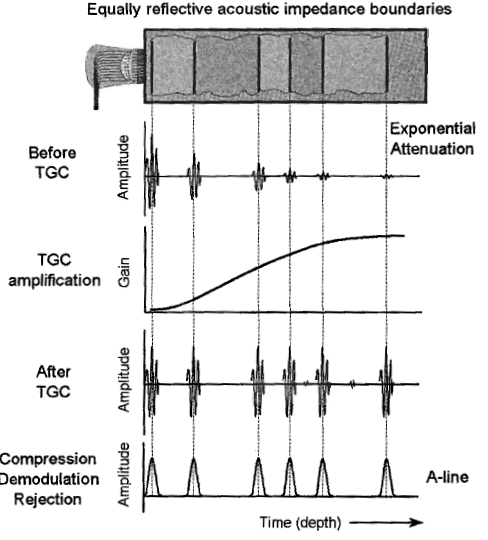 Equally reflective acoustic impedance boundaries
Exponential
Attenuation
Before
TGC
Amplitude
TGC
amplification
Gain
After
TGC
Amplitude
Compression
Demodulation
Rejection
Amplitude
A-line
Time (depth)